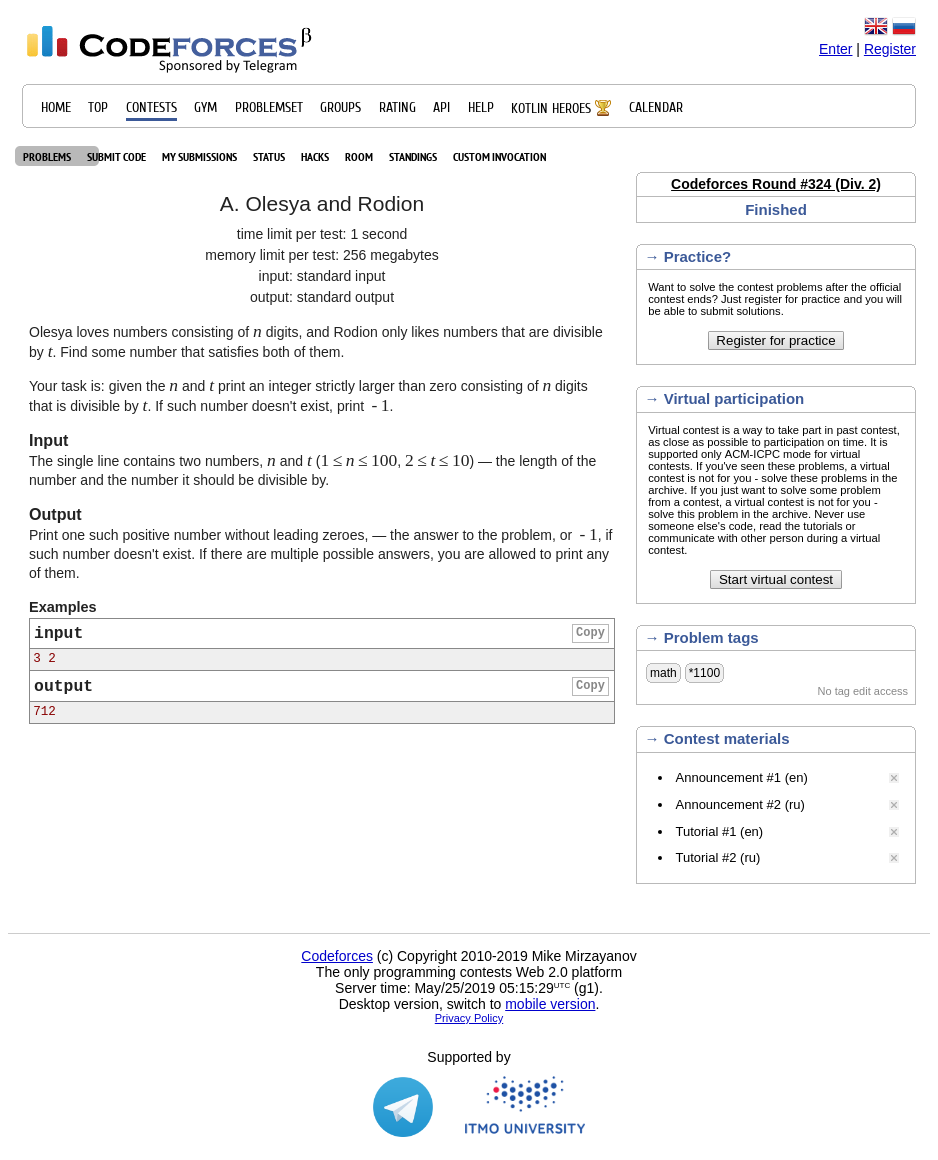 CODEFORCES β
Sponsored by Telegram
Enter | Register
HOME TOP CONTESTS GYM PROBLEMSET GROUPS RATING API HELP KOTLIN HEROES CALENDAR
PROBLEMS SUBMIT CODE MY SUBMISSIONS STATUS HACKS ROOM STANDINGS CUSTOM INVOCATION
A. Olesya and Rodion
time limit per test: 1 second
memory limit per test: 256 megabytes
input: standard input
output: standard output
Olesya loves numbers consisting of n digits, and Rodion only likes numbers that are divisible
by t. Find some number that satisfies both of them.
Your task is: given the n and t print an integer strictly larger than zero consisting of n digits
that is divisible by t. If such number doesn't exist, print  - 1.
Input
The single line contains two numbers, n and t (1 ≤ n ≤ 100, 2 ≤ t ≤ 10) — the length of the
number and the number it should be divisible by.
Output
Print one such positive number without leading zeroes, — the answer to the problem, or  - 1, if
such number doesn't exist. If there are multiple possible answers, you are allowed to print any
of them.
Examples
input Copy
3 2
output Copy
712
Codeforces Round #324 (Div. 2)
Finished
→ Practice?
Want to solve the contest problems after the official
contest ends? Just register for practice and you will
be able to submit solutions.
Register for practice
→ Virtual participation
Virtual contest is a way to take part in past contest,
as close as possible to participation on time. It is
supported only ACM-ICPC mode for virtual
contests. If you've seen these problems, a virtual
contest is not for you - solve these problems in the
archive. If you just want to solve some problem
from a contest, a virtual contest is not for you -
solve this problem in the archive. Never use
someone else's code, read the tutorials or
communicate with other person during a virtual
contest.
Start virtual contest
→ Problem tags
math *1100
No tag edit access
→ Contest materials
Announcement #1 (en)
Announcement #2 (ru)
Tutorial #1 (en)
Tutorial #2 (ru)
Codeforces (c) Copyright 2010-2019 Mike Mirzayanov
The only programming contests Web 2.0 platform
Server time: May/25/2019 05:15:29UTC (g1).
Desktop version, switch to mobile version.
Privacy Policy
Supported by
ITMO UNIVERSITY